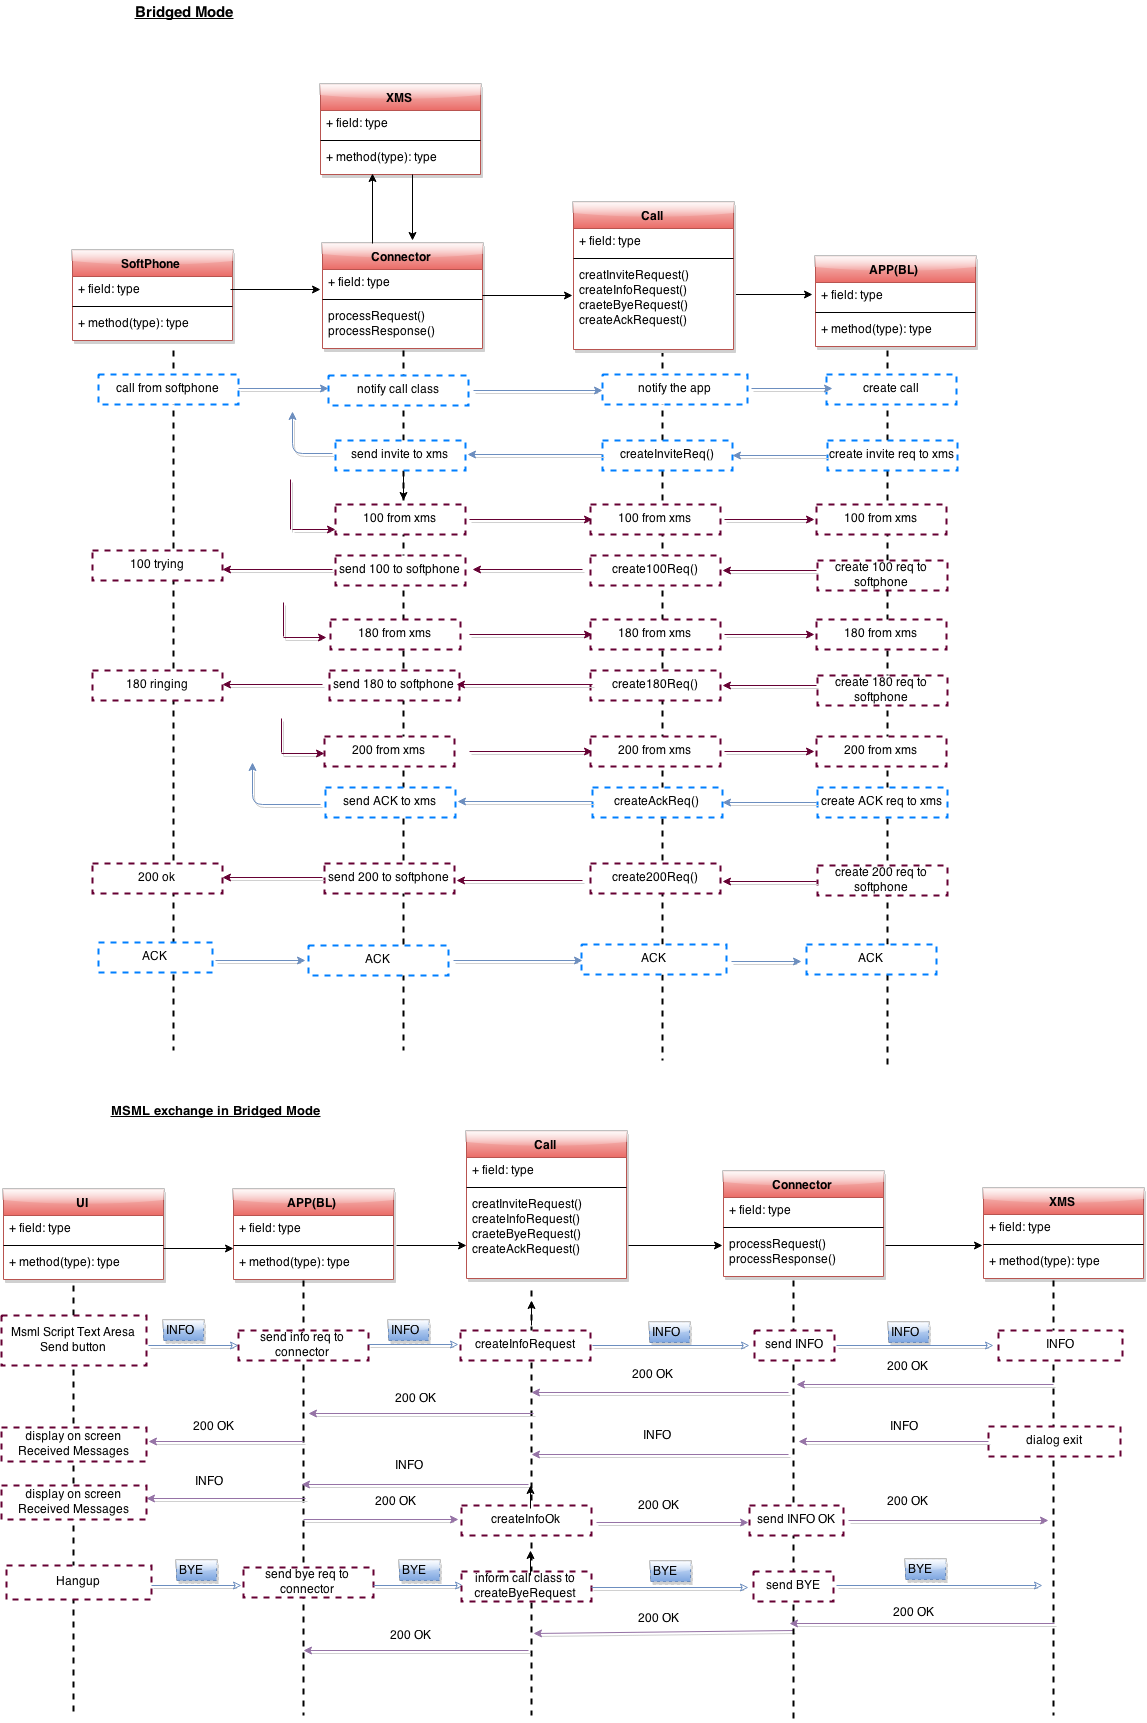 Bridged Mode
XMS
+ field: type
+ method(type): type
Call
+ field: type
creatInviteRequest()
createInfoRequest()
craeteByeRequest()
createAckRequest()
SoftPhone
+ field: type
+ method(type): type
Connector
+ field: type
processRequest()
processResponse()
APP(BL)
+ field: type
+ method(type): type
call from softphone
notify call class
notify the app
create call
send invite to xms
createInviteReq()
create invite req to xms
100 from xms
100 from xms
100 from xms
100 trying
send 100 to softphone
create100Req()
create 100 req to
softphone
180 from xms
180 from xms
180 from xms
180 ringing
send 180 to softphone
create180Req()
create 180 req to
softphone
200 from xms
200 from xms
200 from xms
send ACK to xms
createAckReq()
create ACK req to xms
200 ok
send 200 to softphone
create200Req()
create 200 req to
softphone
ACK
ACK
ACK
ACK
MSML exchange in Bridged Mode
Call
+ field: type
creatInviteRequest()
createInfoRequest()
craeteByeRequest()
createAckRequest()
UI
+ field: type
+ method(type): type
APP(BL)
+ field: type
+ method(type): type
Connector
+ field: type
processRequest()
processResponse()
XMS
+ field: type
+ method(type): type
Msml Script Text Aresa
Send button
INFO
send info req to
connector
INFO
createInfoRequest
INFO
send INFO
INFO
INFO
200 OK
200 OK
200 OK
200 OK
display on screen
Received Messages
INFO
dialog exit
INFO
INFO
INFO
display on screen
Received Messages
200 OK
createInfoOk
200 OK
send INFO OK
200 OK
Hangup
BYE
send bye req to
connector
BYE
inform call class to
createByeRequest
BYE
send BYE
BYE
200 OK
200 OK
200 OK